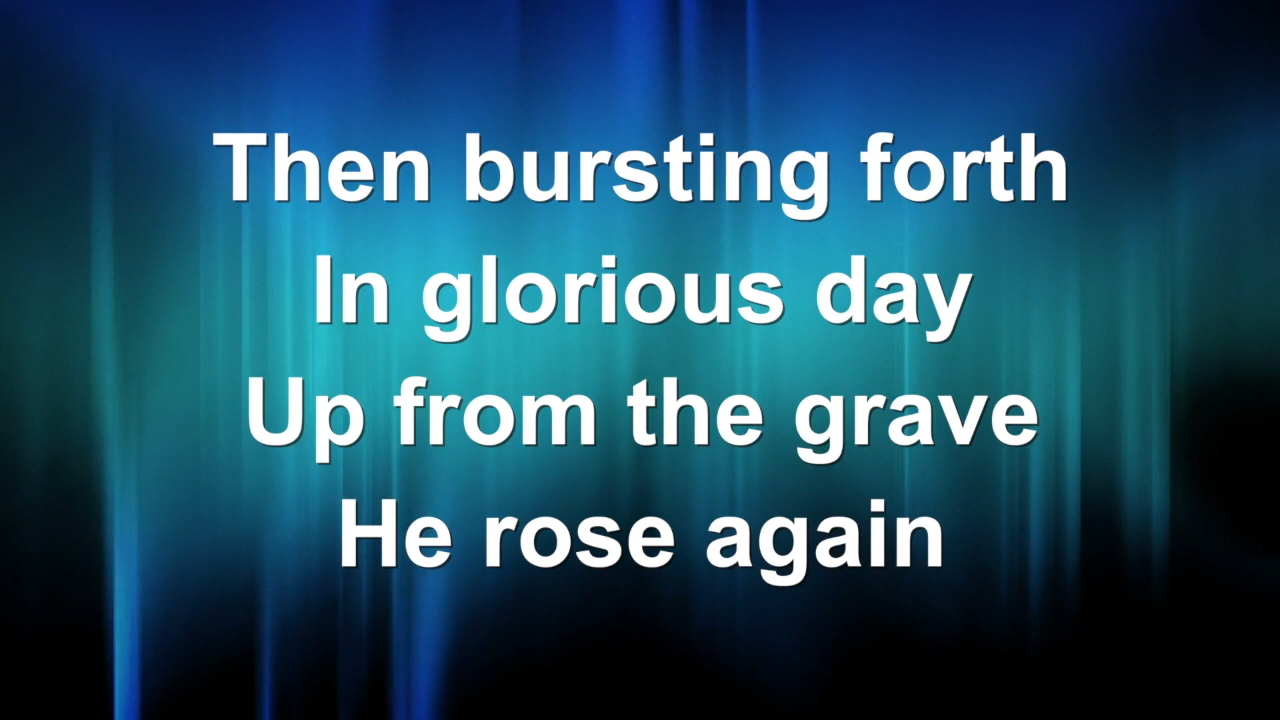 Then bursting forth
In glorious day
Up from the grave
He rose again